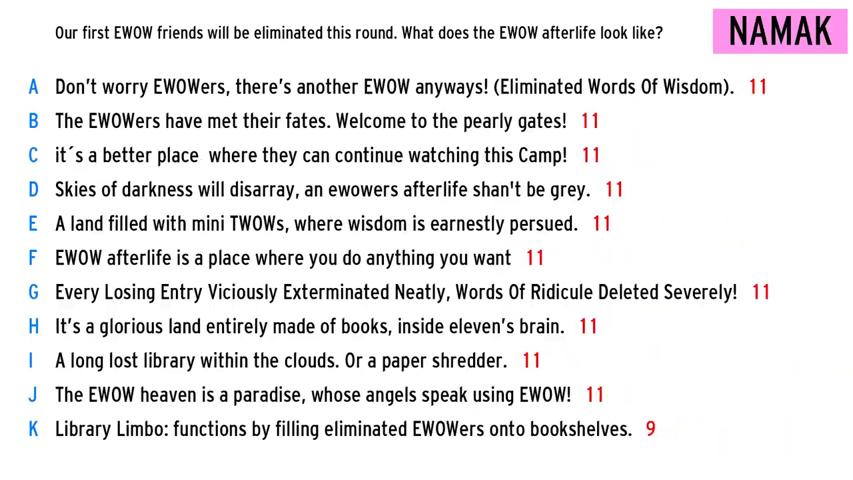 Our first EWOW friends will be eliminated this round. What does the EWOW afterlife look like?
NAMAK
A Don't worry EWOWers, there's another EWOW anyways! (Eliminated Words Of Wisdom). 11
B The EWOWers have met their fates. Welcome to the pearly gates! 11
C it´s a better place  where they can continue watching this Camp! 11
D Skies of darkness will disarray, an ewowers afterlife shan't be grey. 11
E A land filled with mini TWOWs, where wisdom is earnestly persued. 11
F EWOW afterlife is a place where you do anything you want 11
G Every Losing Entry Viciously Exterminated Neatly, Words Of Ridicule Deleted Severely! 11
H It's a glorious land entirely made of books, inside eleven's brain. 11
I A long lost library within the clouds. Or a paper shredder. 11
J The EWOW heaven is a paradise, whose angels speak using EWOW! 11
K Library Limbo: functions by filling eliminated EWOWers onto bookshelves. 9